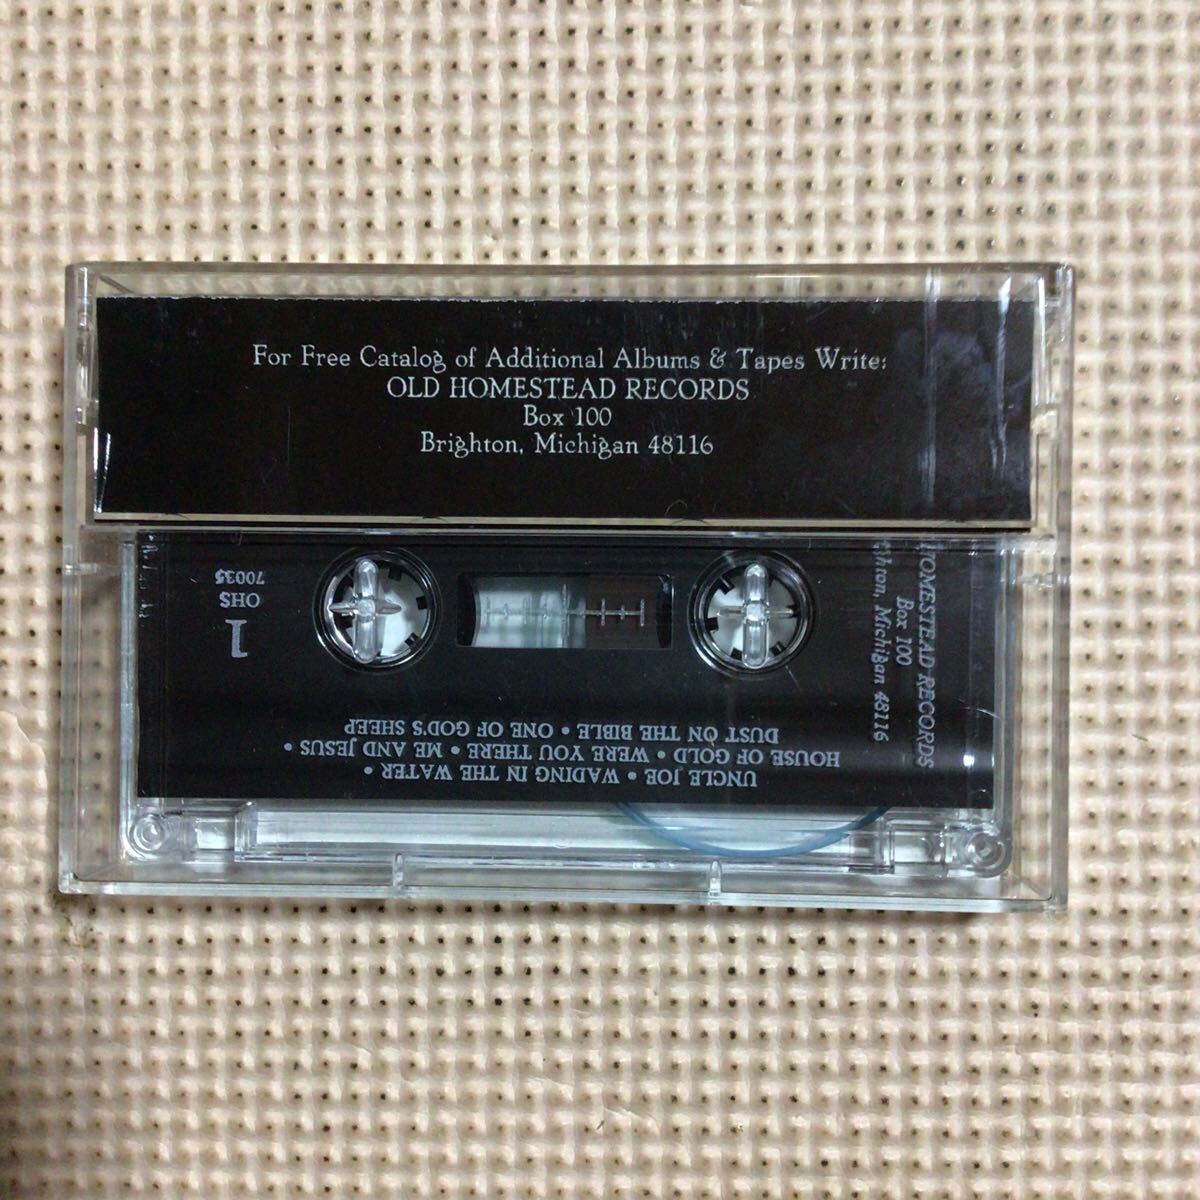 For Free Catalog of Additional Albums & Tapes Write:
OLD HOMESTEAD RECORDS
Box 100
Brighton, Michigan 48116
1
OHS
70035
UNCLE JOE • WADING IN THE WATER •
HOUSE OF GOLD • WERE YOU THERE • ME AND JESUS •
DUST ON THE BIBLE • ONE OF GOD'S SHEEP
HOMESTEAD RECORDS
Box 100
Michigan 48116